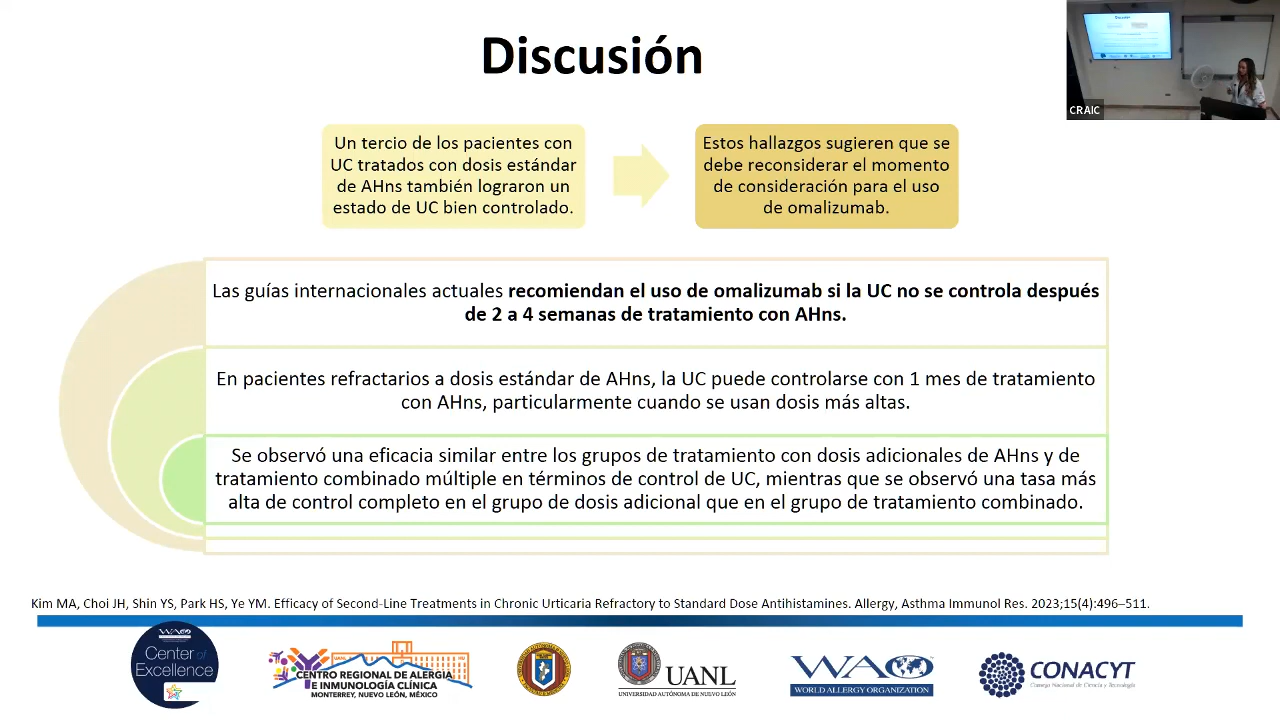 Discusión
CRAIC
Un tercio de los pacientes con
UC tratados con dosis estándar
de AHns también lograron un
estado de UC bien controlado.
Estos hallazgos sugieren que se
debe reconsiderar el momento
de consideración para el uso
de omalizumab.
Las guías internacionales actuales recomiendan el uso de omalizumab si la UC no se controla después
de 2 a 4 semanas de tratamiento con AHns.
En pacientes refractarios a dosis estándar de AHns, la UC puede controlarse con 1 mes de tratamiento
con AHns, particularmente cuando se usan dosis más altas.
Se observó una eficacia similar entre los grupos de tratamiento con dosis adicionales de AHns y de
tratamiento combinado múltiple en términos de control de UC, mientras que se observó una tasa más
alta de control completo en el grupo de dosis adicional que en el grupo de tratamiento combinado.
Kim MA, Choi JH, Shin YS, Park HS, Ye YM. Efficacy of Second-Line Treatments in Chronic Urticaria Refractory to Standard Dose Antihistamines. Allergy, Asthma Immunol Res. 2023;15(4):496–511.
WAO
Center of
Excellence
CENTRO REGIONAL DE ALERGIA
E INMUNOLOGÍA CLÍNICA
MONTERREY, NUEVO LEÓN, MÉXICO
UANL
UNIVERSIDAD AUTÓNOMA DE NUEVO LEÓN
WAO
WORLD ALLERGY ORGANIZATION
CONACYT
Consejo Nacional de Ciencia y Tecnología